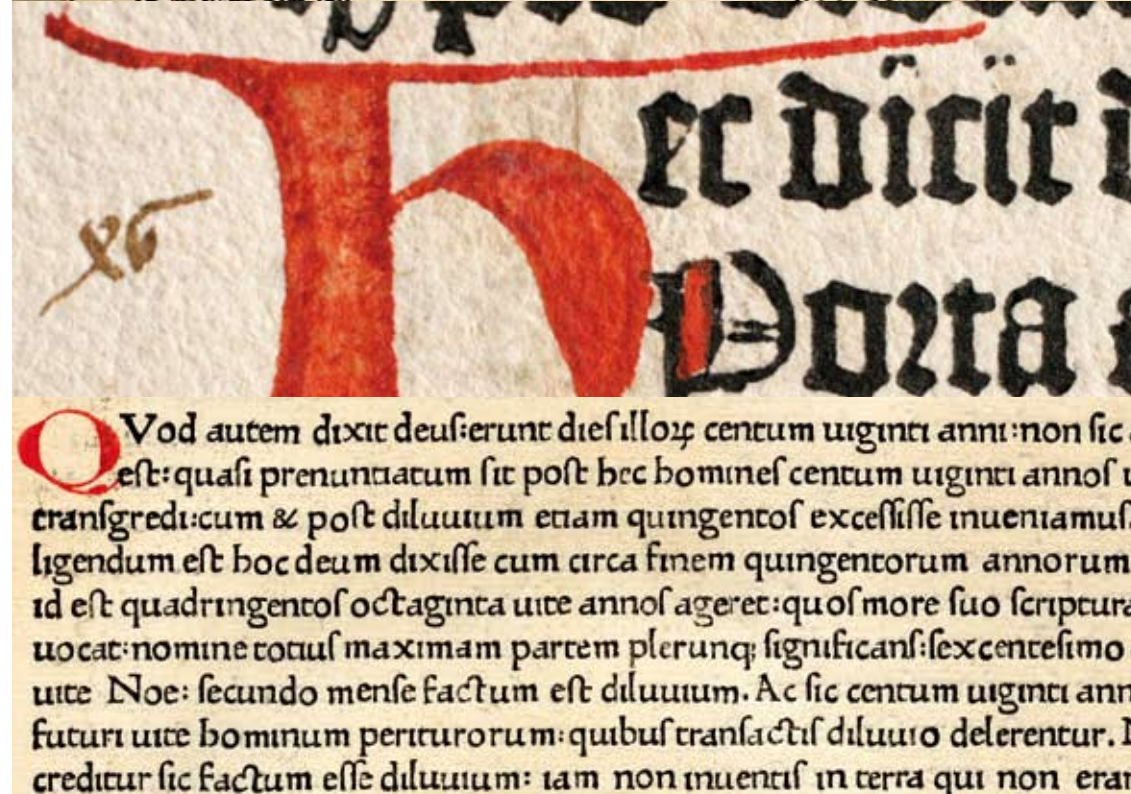 Hec dicit
Porta
QVod autem dixit deuſ:erunt dieſ illoꝝ centum uiginti anni:non ſic
eſt:quaſi prenuntiatum ſit poſt hec homineſ centum uiginti annoſ
tranſgredi:cum & poſt diluuium etiam quingentoſ exceſſiſſe inueniamuſ.
ligendum eſt hoc deum dixiſſe cum circa finem quingentorum annorum
id eſt quadringentoſ octaginta uite annoſ ageret:quoſ more ſuo ſcriptura
uocat:nomine totiuſ maximam partem plerunqꝫ ſignificanſ:ſexcenteſimo
uite Noe: ſecundo menſe factum eſt diluuium. Ac ſic centum uiginti ann
futuri uite hominum periturorum:quibuſ tranſactiſ diluuio delerentur.
creditur ſic factum eſſe diluuium: iam non inuentiſ in terra qui non eran